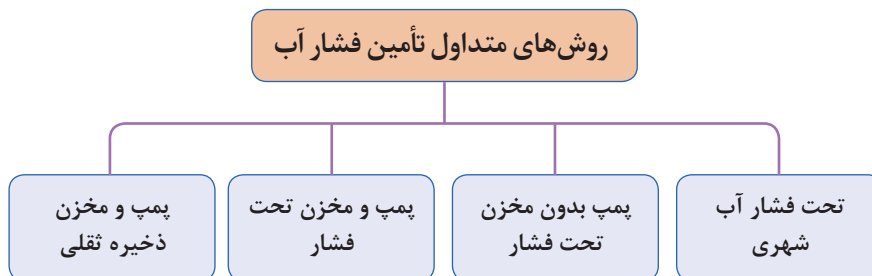 روش‌های متداول تأمین فشار آب
تحت فشار آب
شهری
پمپ بدون مخزن
تحت فشار
پمپ و مخزن تحت
فشار
پمپ و مخزن
ذخیره ثقلی